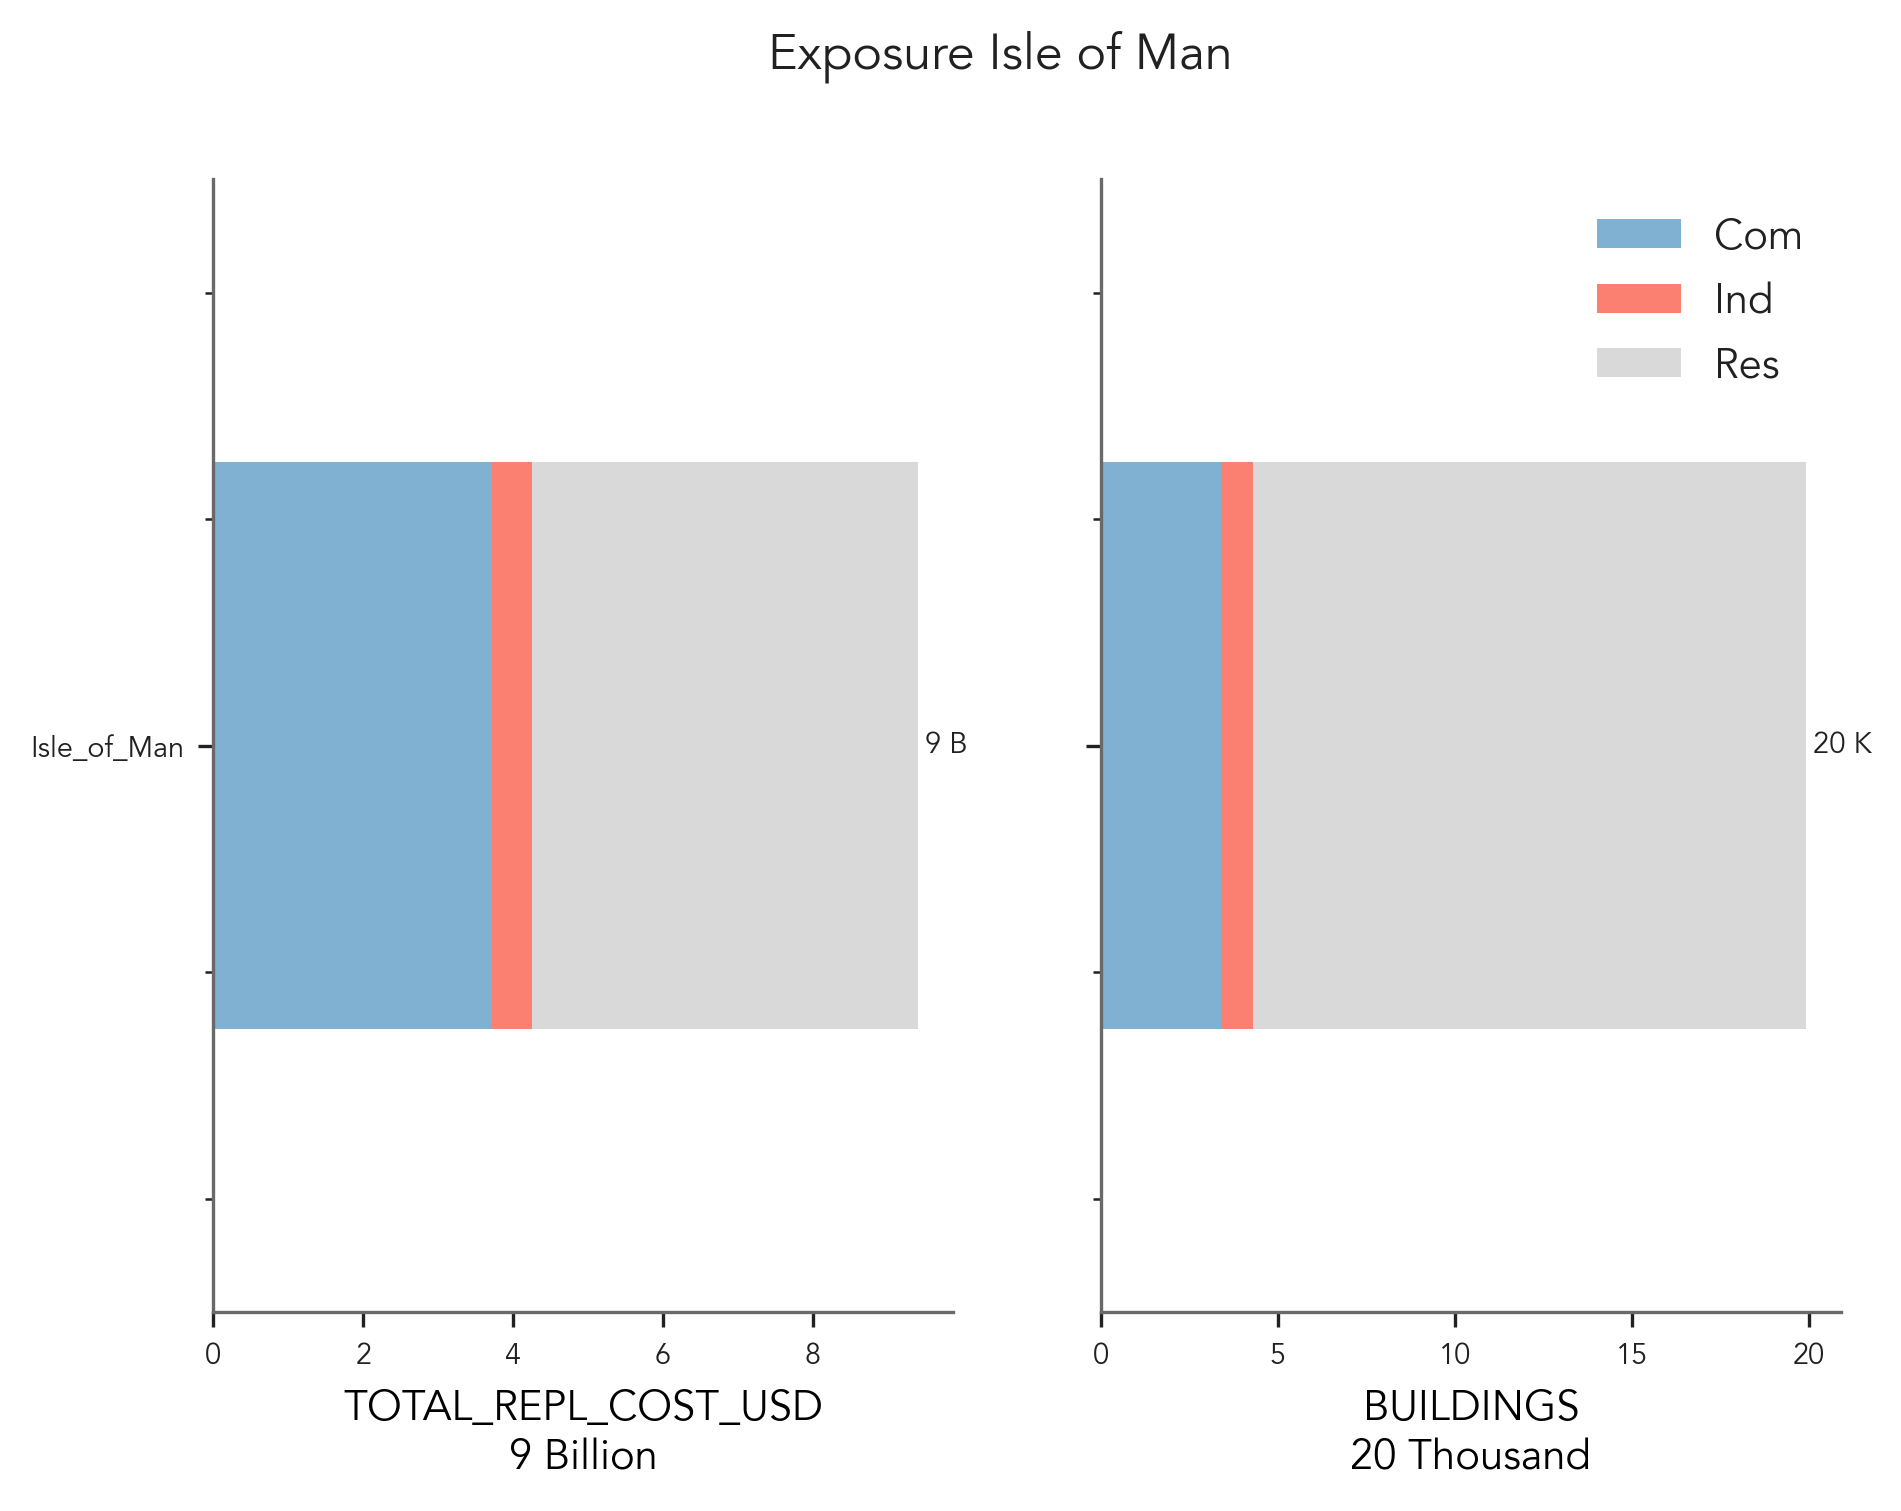 Exposure Isle of Man
Com
Ind
Res
Isle_of_Man
9 B
20 K
0 2 4 6 8
0 5 10 15 20
TOTAL_REPL_COST_USD
9 Billion
BUILDINGS
20 Thousand